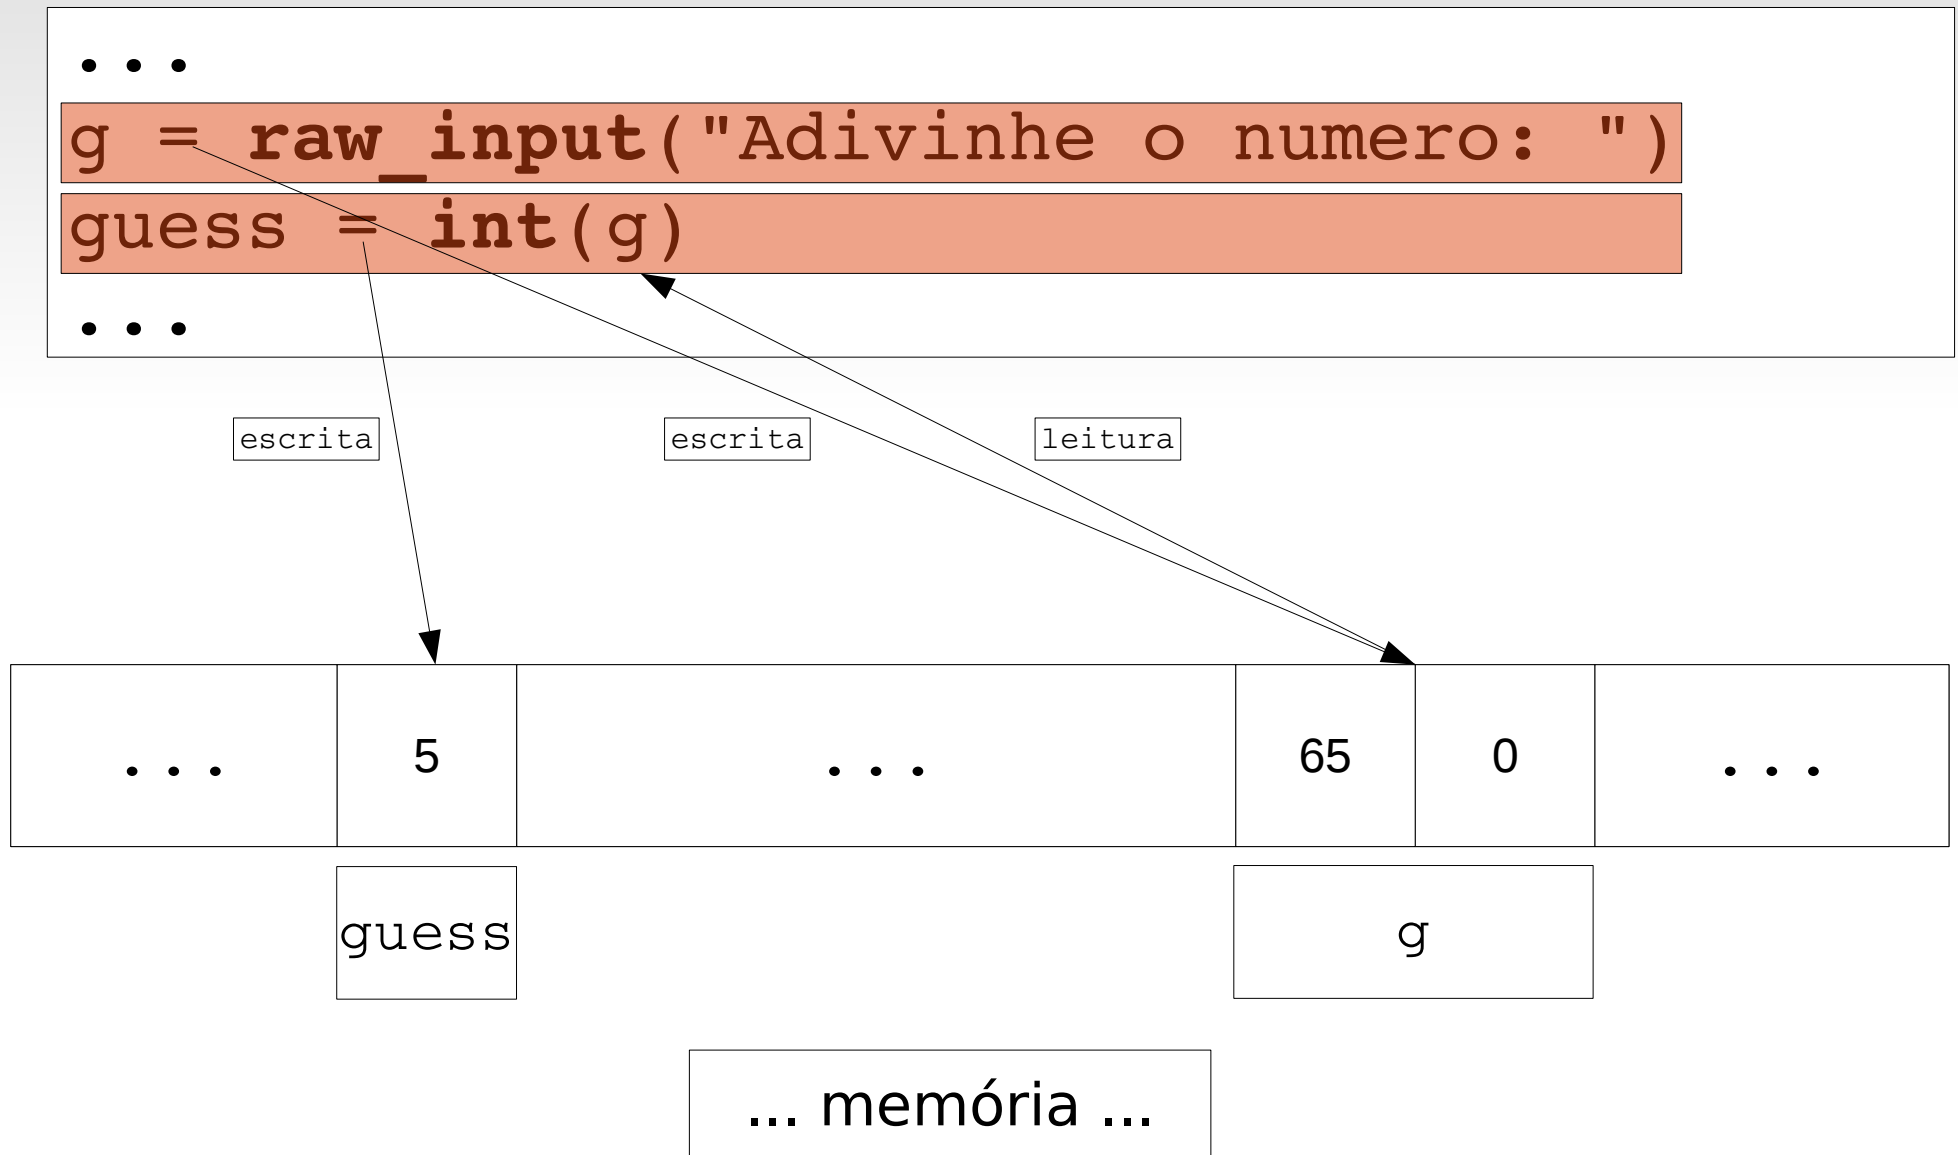 ...
g = raw_input("Adivinhe o numero: ")
guess = int(g)
...
escrita escrita leitura
... 5 ... 65 0 ...
guess g
... memória ...